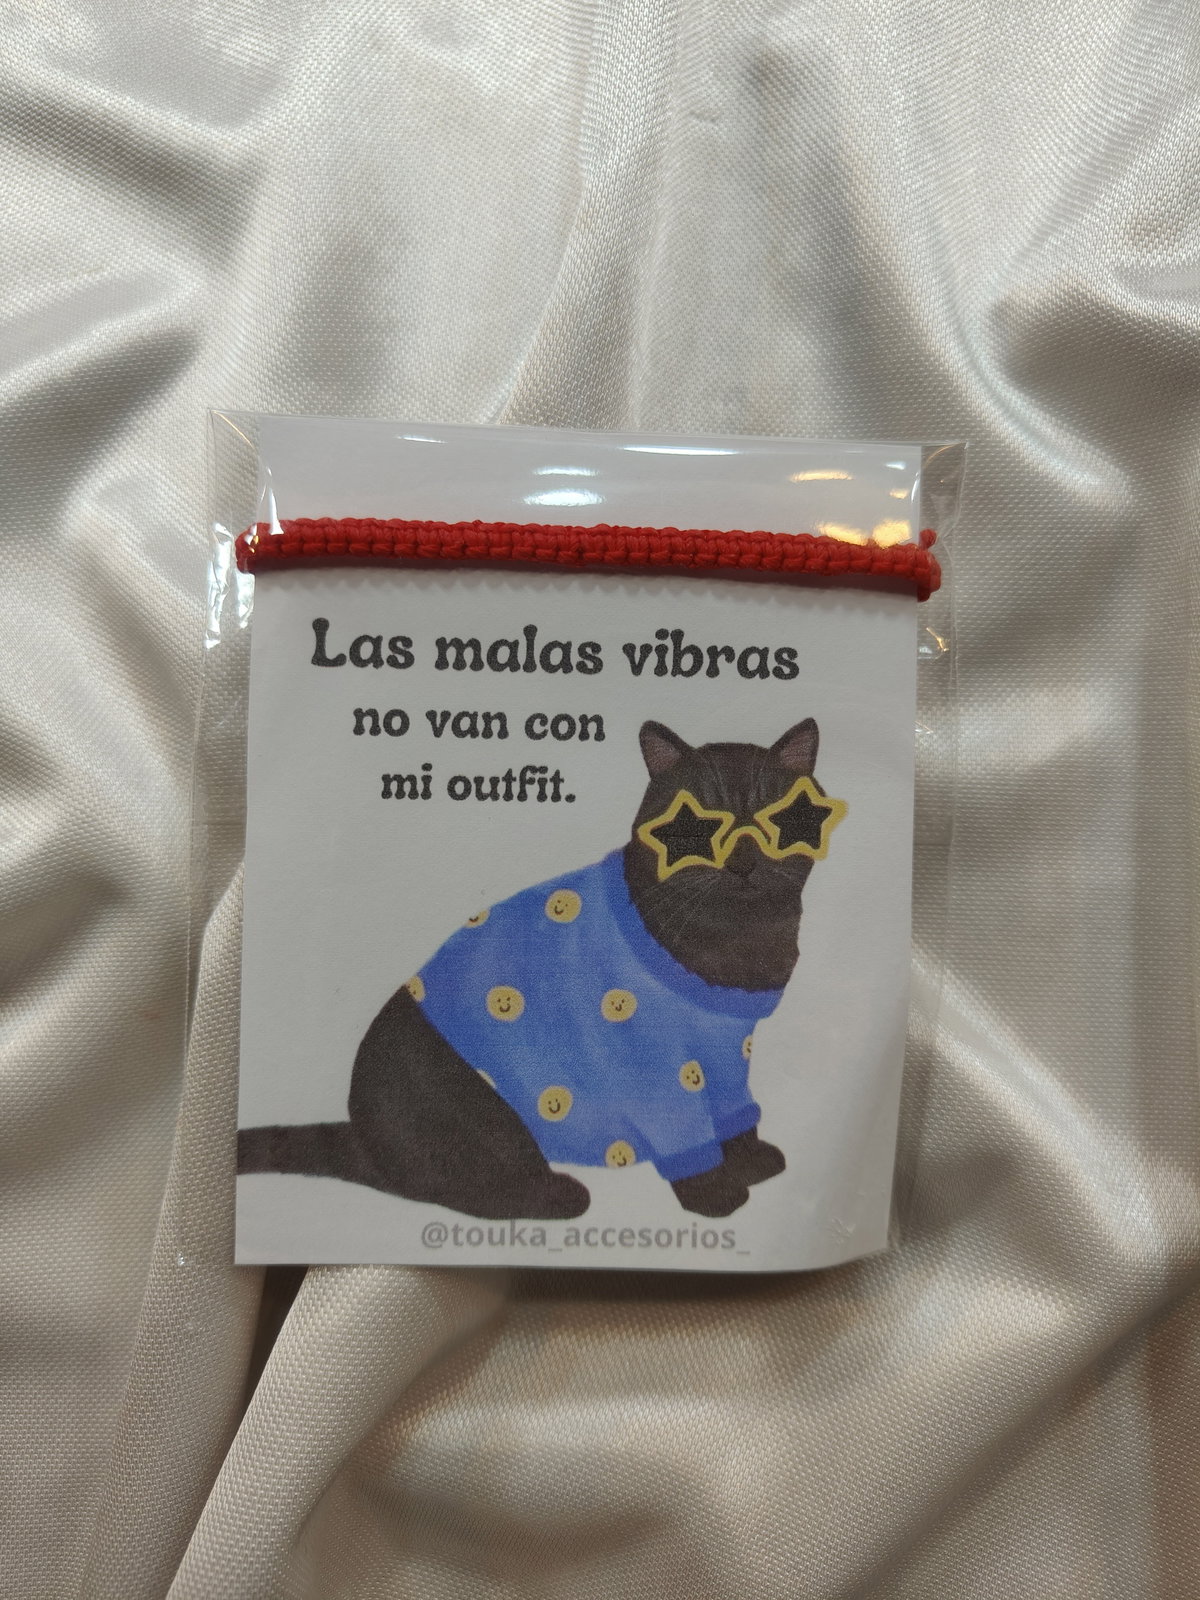 Las malas vibras
no van con
mi outfit.
@touka_accesorios_